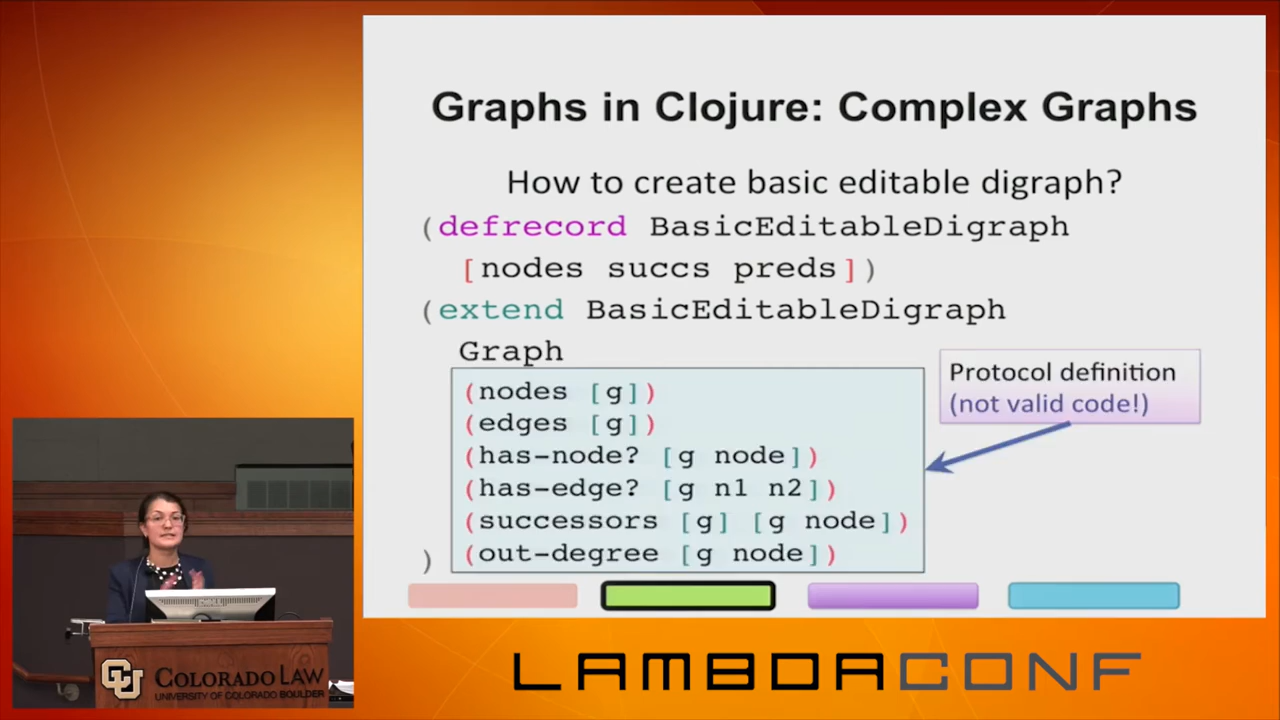 Graphs in Clojure: Complex Graphs
How to create basic editable digraph?
(defrecord BasicEditableDigraph
[nodes succs preds])
(extend BasicEditableDigraph
Graph
(nodes [g])
(edges [g])
(has-node? [g node])
(has-edge? [g n1 n2])
(successors [g] [g node])
(out-degree [g node])
)
Protocol definition
(not valid code!)
DELL
CU
COLORADO LAW
UNIVERSITY OF COLORADO BOULDER
LAMBDACONF